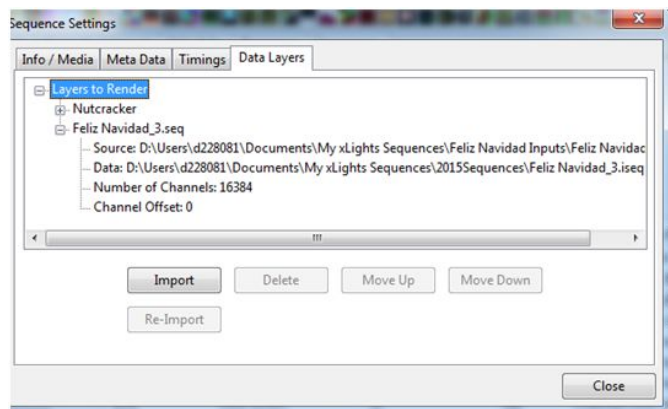 Sequence Settings
Info / Media Meta Data Timings Data Layers
Layers to Render
Nutcracker
Feliz Navidad_3.seq
Source: D:\Users\d228081\Documents\My xLights Sequences\Feliz Navidad Inputs\Feliz Navidac
Data: D:\Users\d228081\Documents\My xLights Sequences\2015Sequences\Feliz Navidad_3.iseq
Number of Channels: 16384
Channel Offset: 0
Import Delete Move Up Move Down
Re-Import
Close